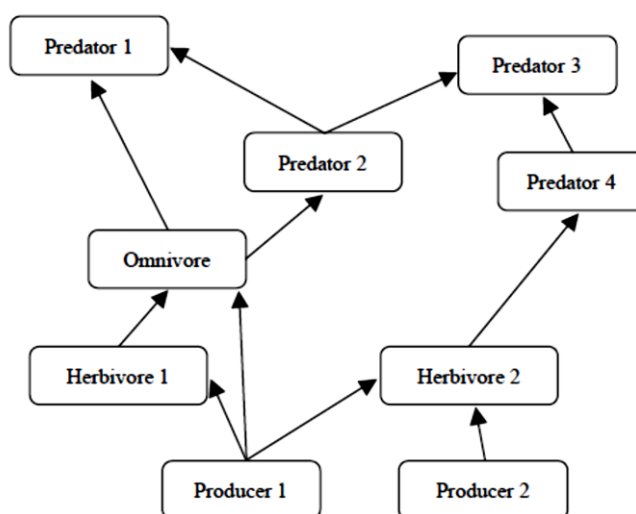 Predator 1
Predator 3
Predator 2
Predator 4
Omnivore
Herbivore 1
Herbivore 2
Producer 1
Producer 2